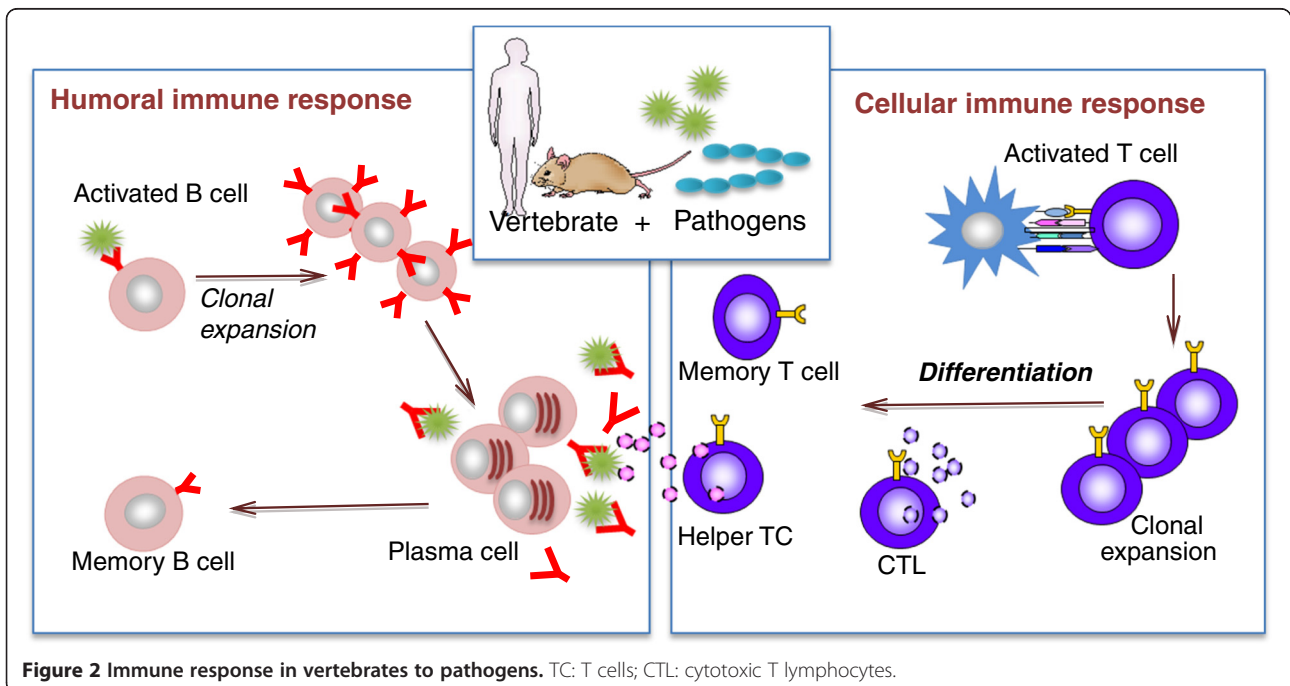 Humoral immune response
Activated B cell
Clonal
expansion
Plasma cell
Memory B cell
Vertebrate + Pathogens
Cellular immune response
Activated T cell
Clonal
expansion
Differentiation
Memory T cell
Helper TC
CTL
Figure 2 Immune response in vertebrates to pathogens. TC: T cells; CTL: cytotoxic T lymphocytes.